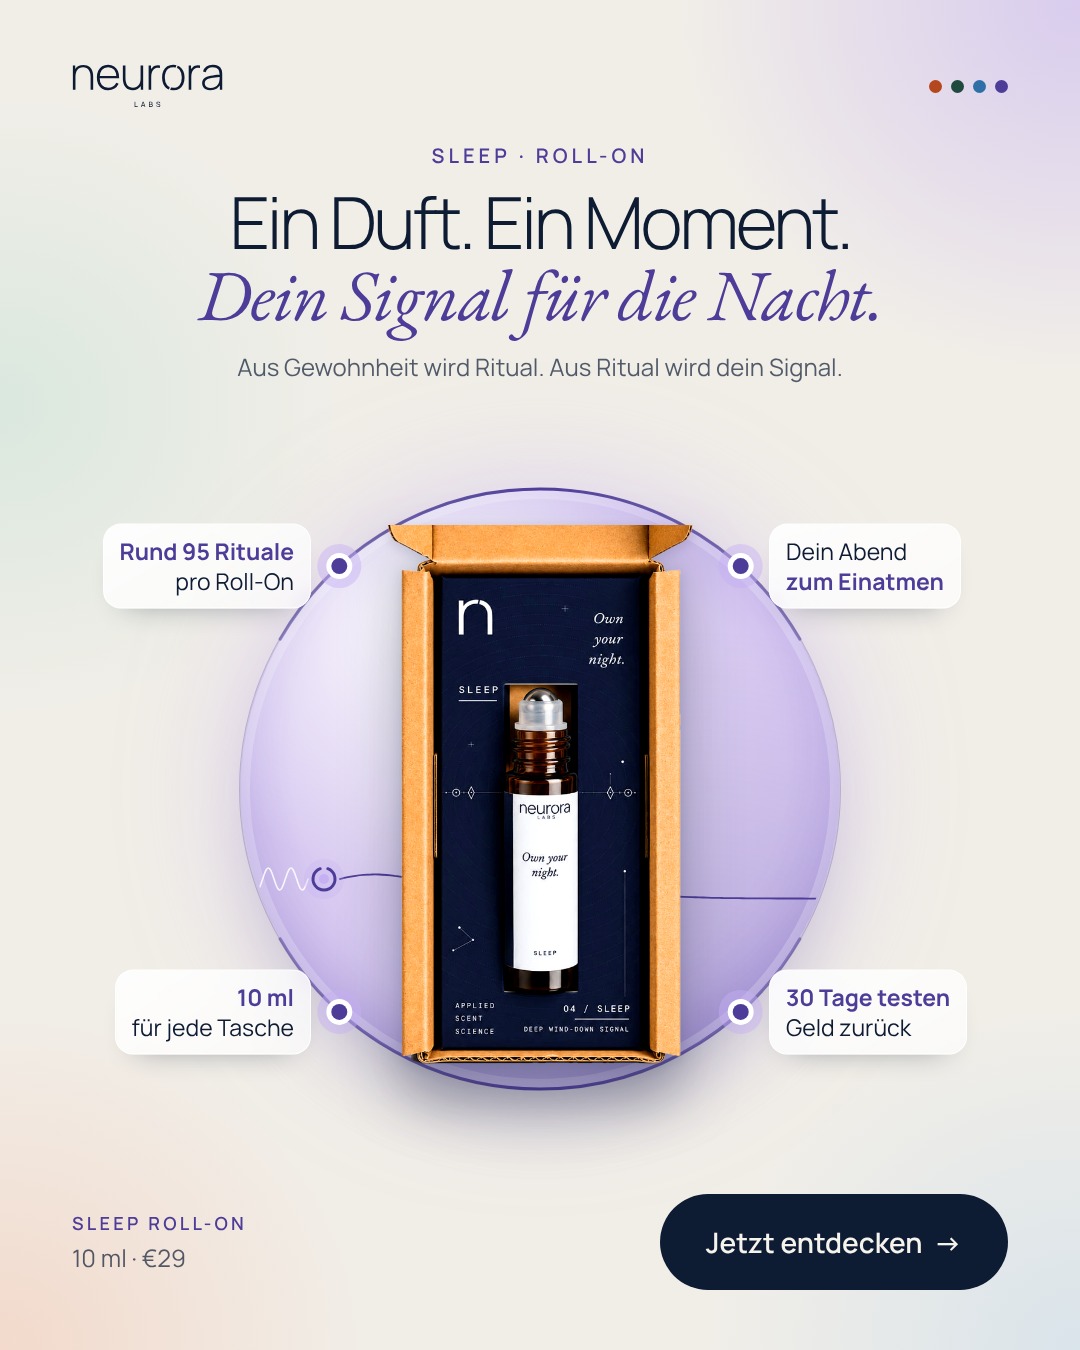 neurora
LABS
SLEEP · ROLL-ON
Ein Duft. Ein Moment.
Dein Signal für die Nacht.
Aus Gewohnheit wird Ritual. Aus Ritual wird dein Signal.
Rund 95 Rituale
pro Roll-On
Dein Abend
zum Einatmen
n
Own
your
night.
SLEEP
neurora
LABS
Own your
night.
SLEEP
APPLIED
SCENT
SCIENCE
04 / SLEEP
DEEP WIND-DOWN SIGNAL
10 ml
für jede Tasche
30 Tage testen
Geld zurück
SLEEP ROLL-ON
10 ml · €29
Jetzt entdecken →